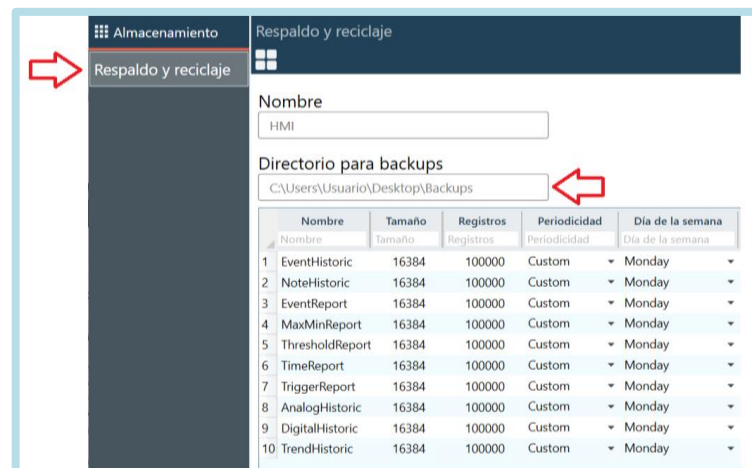 Almacenamiento
Respaldo y reciclaje
Respaldo y reciclaje
Nombre
HMI
Directorio para backups
C:\Users\Usuario\Desktop\Backups
Nombre Tamaño Registros Periodicidad Día de la semana
Nombre Tamaño Registros Periodicidad Día de la semana
1 EventHistoric 16384 100000 Custom Monday
2 NoteHistoric 16384 100000 Custom Monday
3 EventReport 16384 100000 Custom Monday
4 MaxMinReport 16384 100000 Custom Monday
5 ThresholdReport 16384 100000 Custom Monday
6 TimeReport 16384 100000 Custom Monday
7 TriggerReport 16384 100000 Custom Monday
8 AnalogHistoric 16384 100000 Custom Monday
9 DigitalHistoric 16384 100000 Custom Monday
10 TrendHistoric 16384 100000 Custom Monday